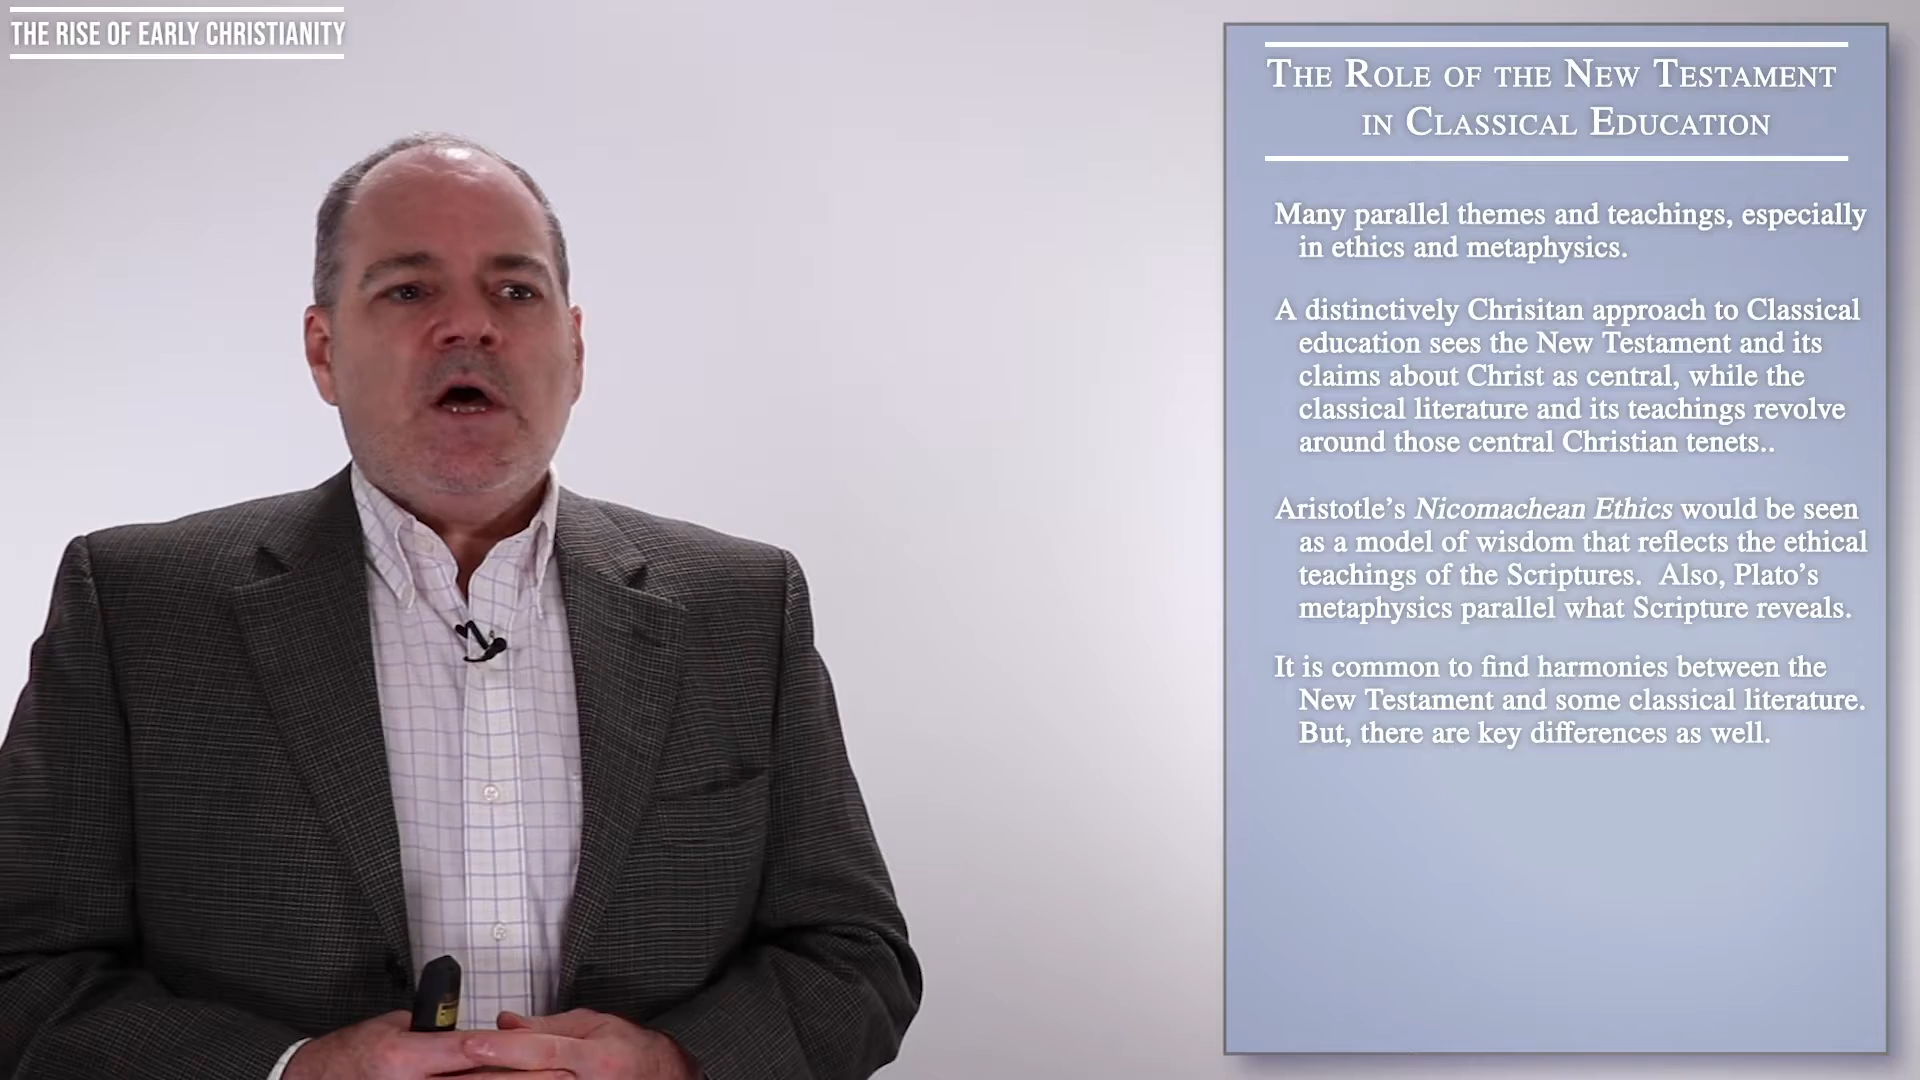 THE RISE OF EARLY CHRISTIANITY
THE ROLE OF THE NEW TESTAMENT
IN CLASSICAL EDUCATION
Many parallel themes and teachings, especially
in ethics and metaphysics.
A distinctively Chrisitan approach to Classical
education sees the New Testament and its
claims about Christ as central, while the
classical literature and its teachings revolve
around those central Christian tenets..
Aristotle’s Nicomachean Ethics would be seen
as a model of wisdom that reflects the ethical
teachings of the Scriptures.  Also, Plato’s
metaphysics parallel what Scripture reveals.
It is common to find harmonies between the
New Testament and some classical literature.
But, there are key differences as well.